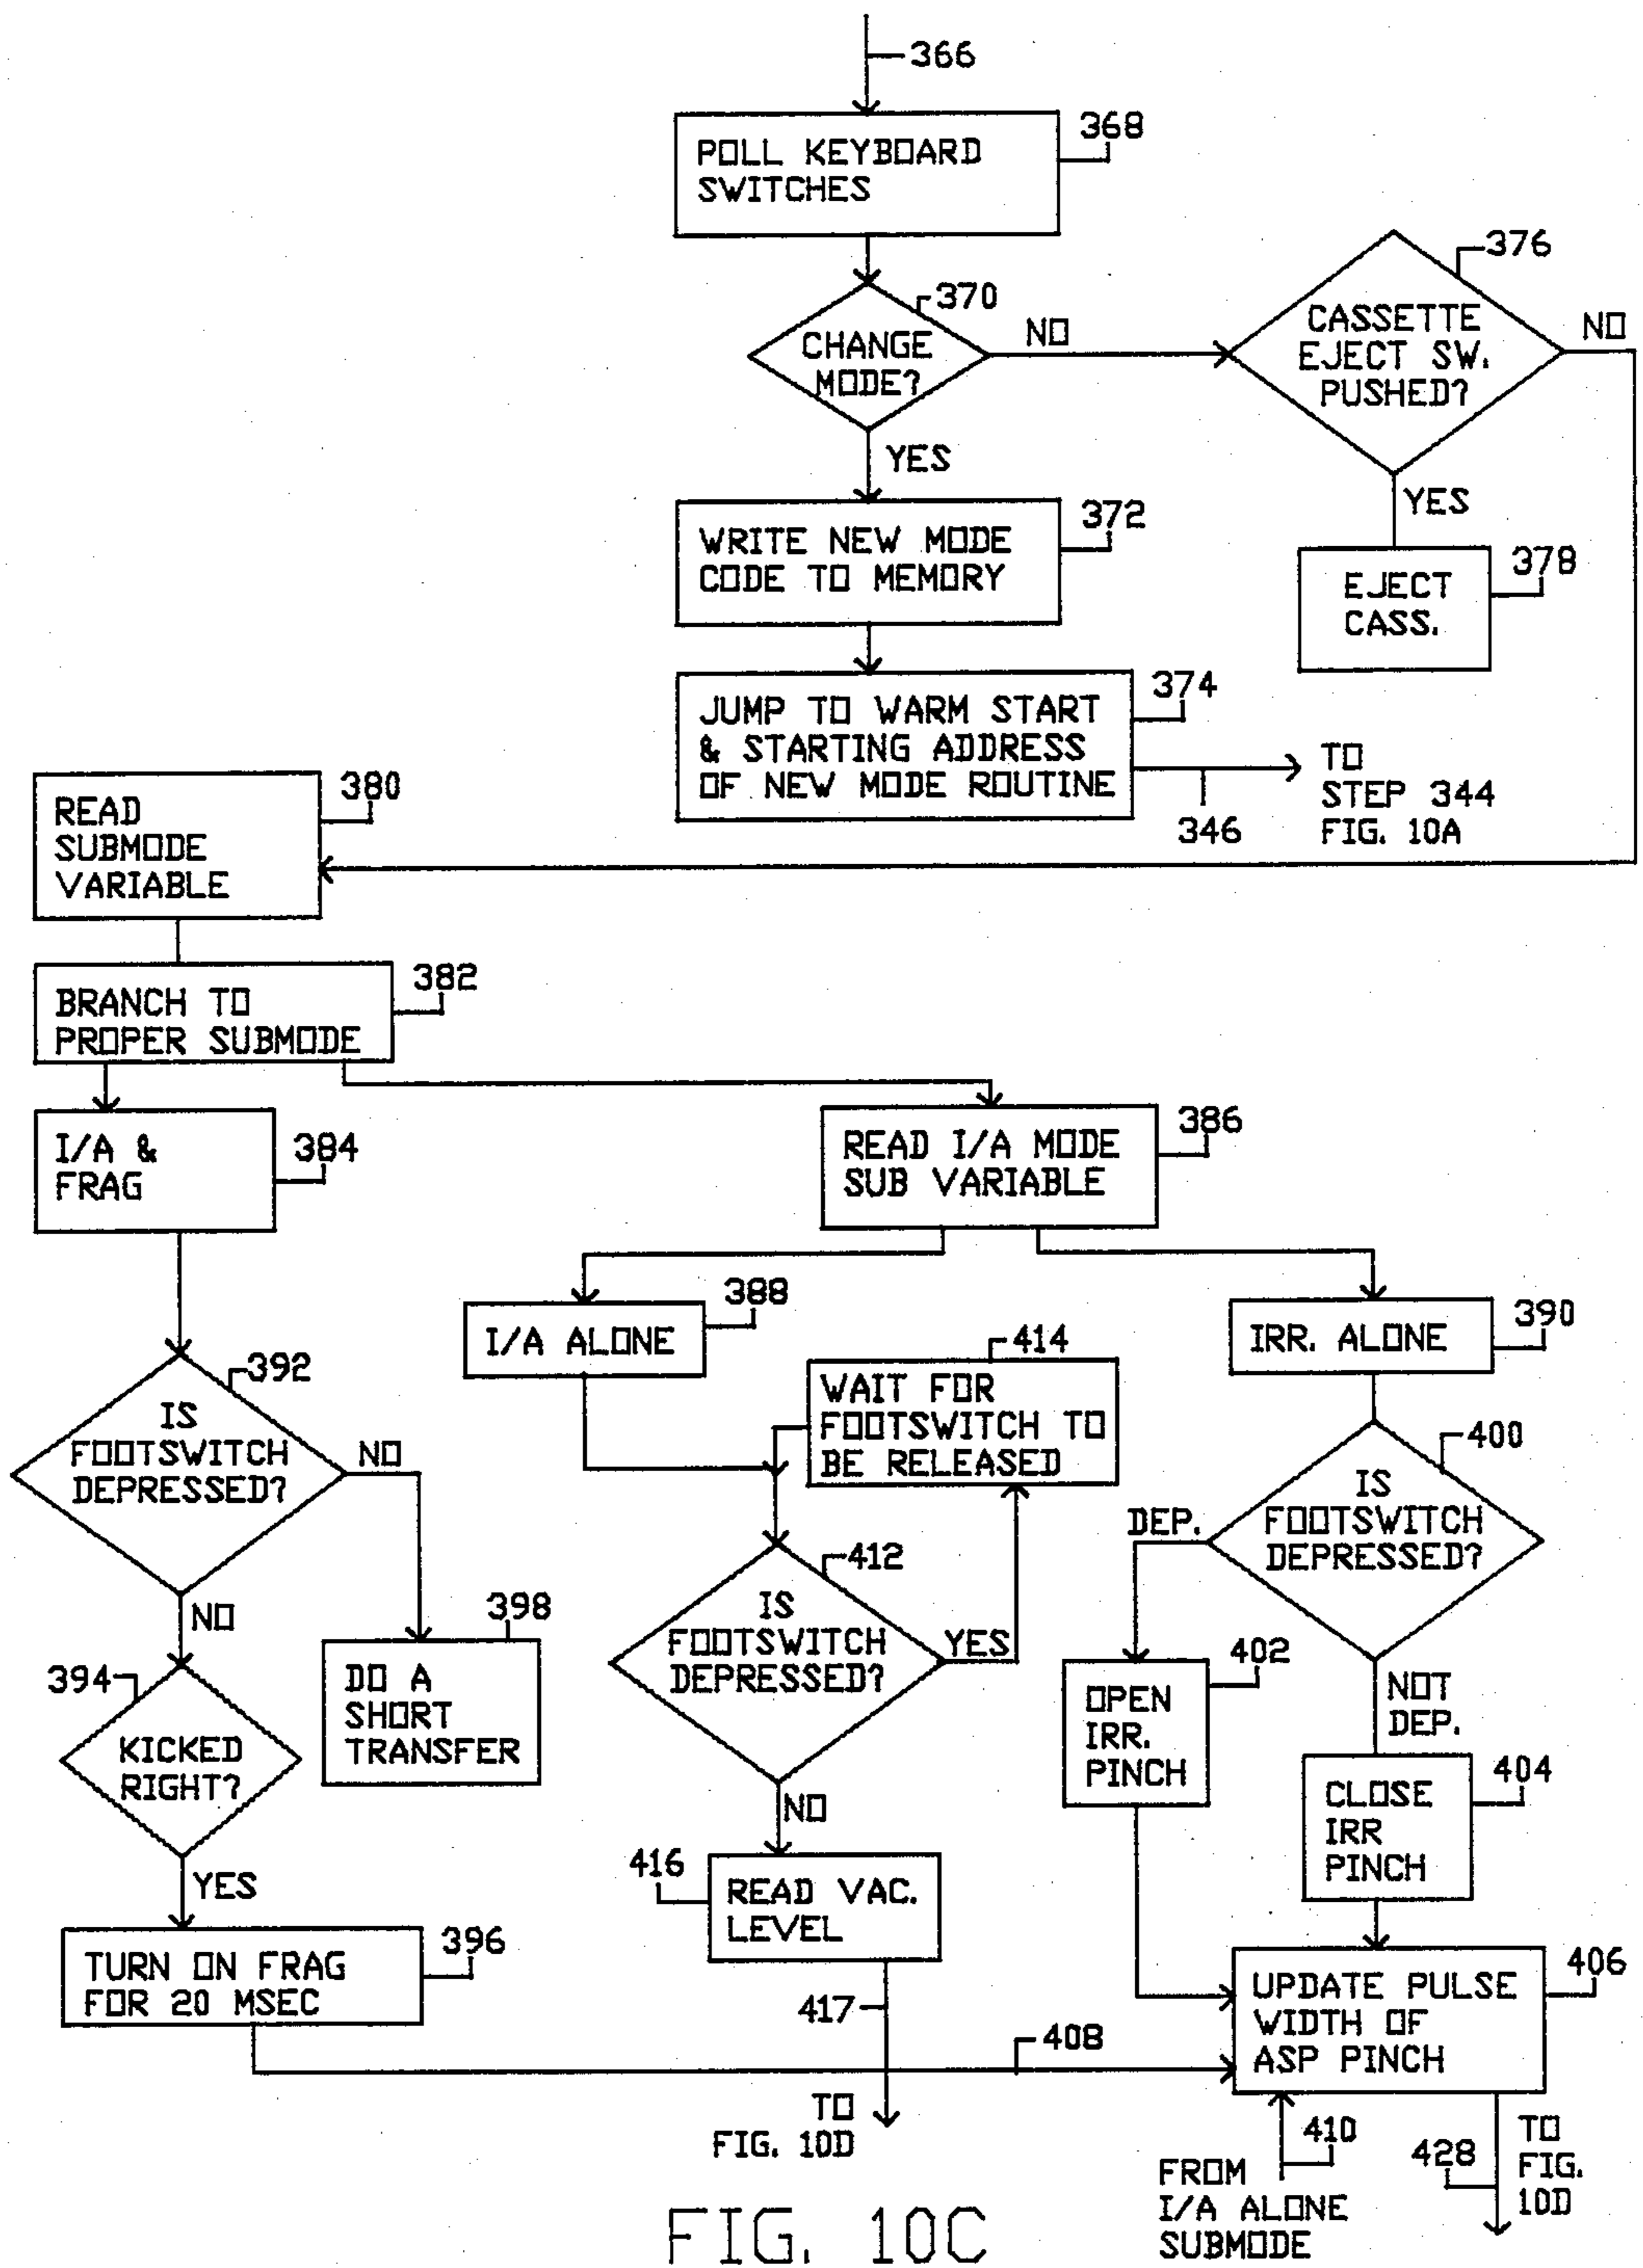 366
POLL KEYBOARD
SWITCHES
368
CHANGE
MODE?
370
NO
CASSETTE
EJECT SW.
PUSHED?
376
NO
YES
YES
WRITE NEW MODE
CODE TO MEMORY
372
EJECT
CASS.
378
JUMP TO WARM START
& STARTING ADDRESS
OF NEW MODE ROUTINE
374
346
TO
STEP 344
FIG. 10A
READ
SUBMODE
VARIABLE
380
BRANCH TO
PROPER SUBMODE
382
I/A &
FRAG
384
READ I/A MODE
SUB VARIABLE
386
I/A ALONE
388
IRR. ALONE
390
IS
FOOTSWITCH
DEPRESSED?
392
NO
NO
WAIT FOR
FOOTSWITCH TO
BE RELEASED
414
IS
FOOTSWITCH
DEPRESSED?
400
DEP.
NOT
DEP.
IS
FOOTSWITCH
DEPRESSED?
412
YES
NO
KICKED
RIGHT?
394
YES
DO A
SHORT
TRANSFER
398
OPEN
IRR.
PINCH
402
CLOSE
IRR
PINCH
404
TURN ON FRAG
FOR 20 MSEC
396
READ VAC.
LEVEL
416
417
TO
FIG. 10D
408
UPDATE PULSE
WIDTH OF
ASP PINCH
406
410
FROM
I/A ALONE
SUBMODE
428
TO
FIG.
10D
FIG. 10C